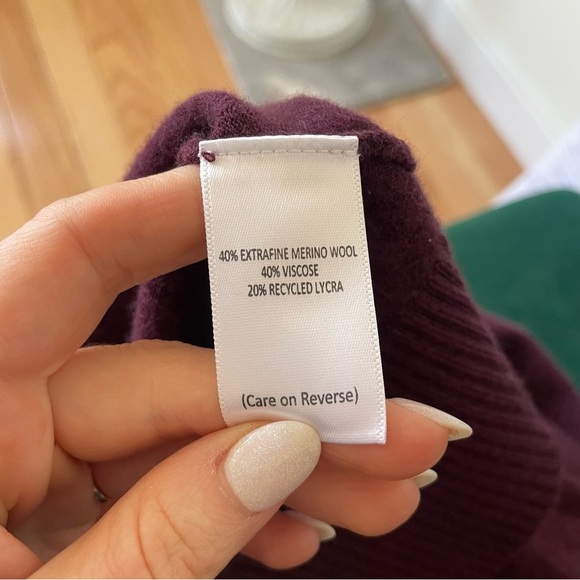 40% EXTRAFINE MERINO WOOL
40% VISCOSE
20% RECYCLED LYCRA
(Care on Reverse)